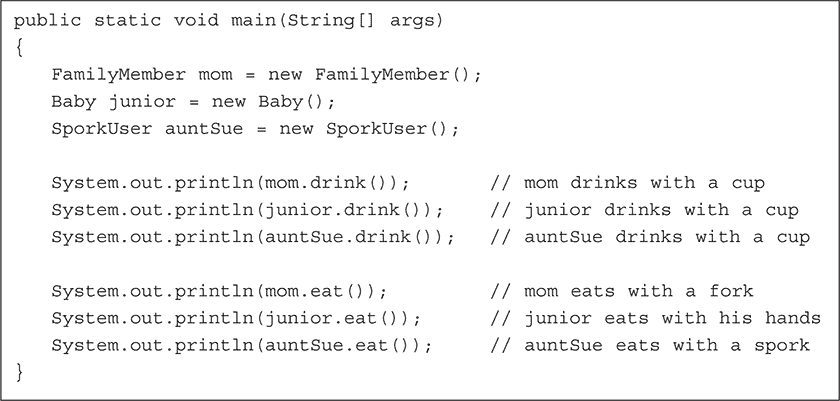 public static void main(String[] args)
{
FamilyMember mom = new FamilyMember();
Baby junior = new Baby();
SporkUser auntSue = new SporkUser();
System.out.println(mom.drink()); // mom drinks with a cup
System.out.println(junior.drink()); // junior drinks with a cup
System.out.println(auntSue.drink()); // auntSue drinks with a cup
System.out.println(mom.eat()); // mom eats with a fork
System.out.println(junior.eat()); // junior eats with his hands
System.out.println(auntSue.eat()); // auntSue eats with a spork
}